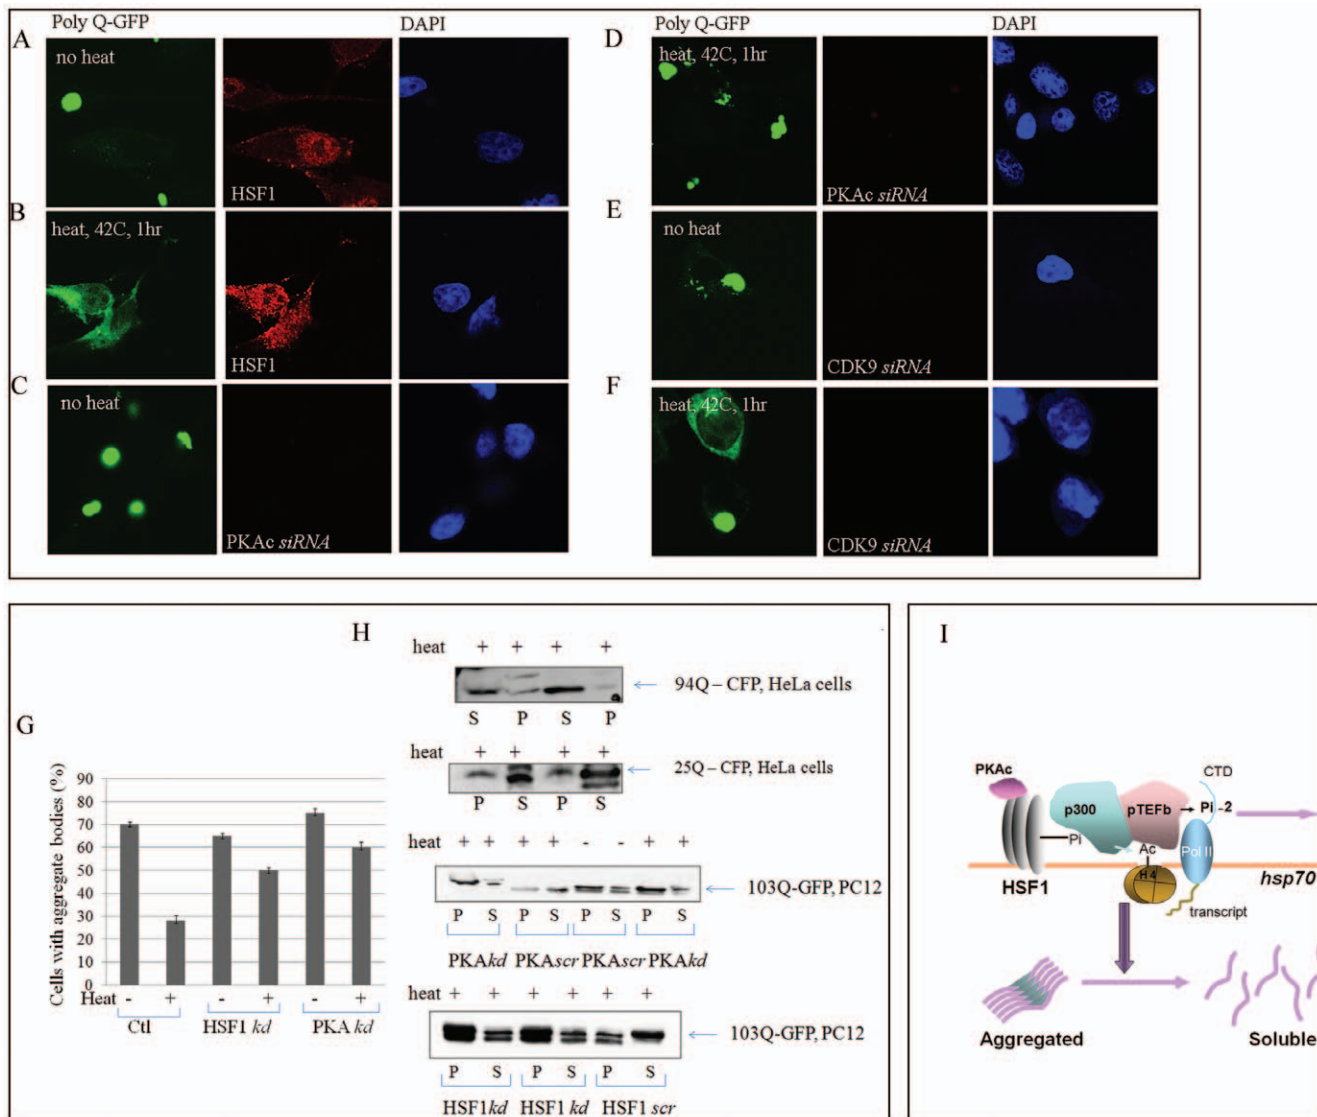 Poly Q-GFP DAPI
A
no heat
HSF1
B
heat, 42C, 1hr
HSF1
C
no heat
PKAc siRNA
Poly Q-GFP DAPI
D
heat, 42C, 1hr
PKAc siRNA
E
no heat
CDK9 siRNA
F
heat, 42C, 1hr
CDK9 siRNA
G
Cells with aggregate bodies (%)
90
80
70
60
50
40
30
20
10
0
Heat - + - + - +
Ctl HSF1 kd PKA kd
H
heat + + + +
94Q – CFP, HeLa cells
S P S P
heat + + + +
25Q – CFP, HeLa cells
P S P S
heat + + + + - - + +
103Q-GFP, PC12
P S P S P S P S
PKAkd PKAscr PKAscr PKAkd
heat + + + + + +
103Q-GFP, PC12
P S P S P S
HSF1kd HSF1 kd HSF1 scr
I
PKAc
p300
pTEFb
CTD
Pi -2
Pi
Ac
Pol II
H4
HSF1
hsp70
transcript
Aggregated
Soluble